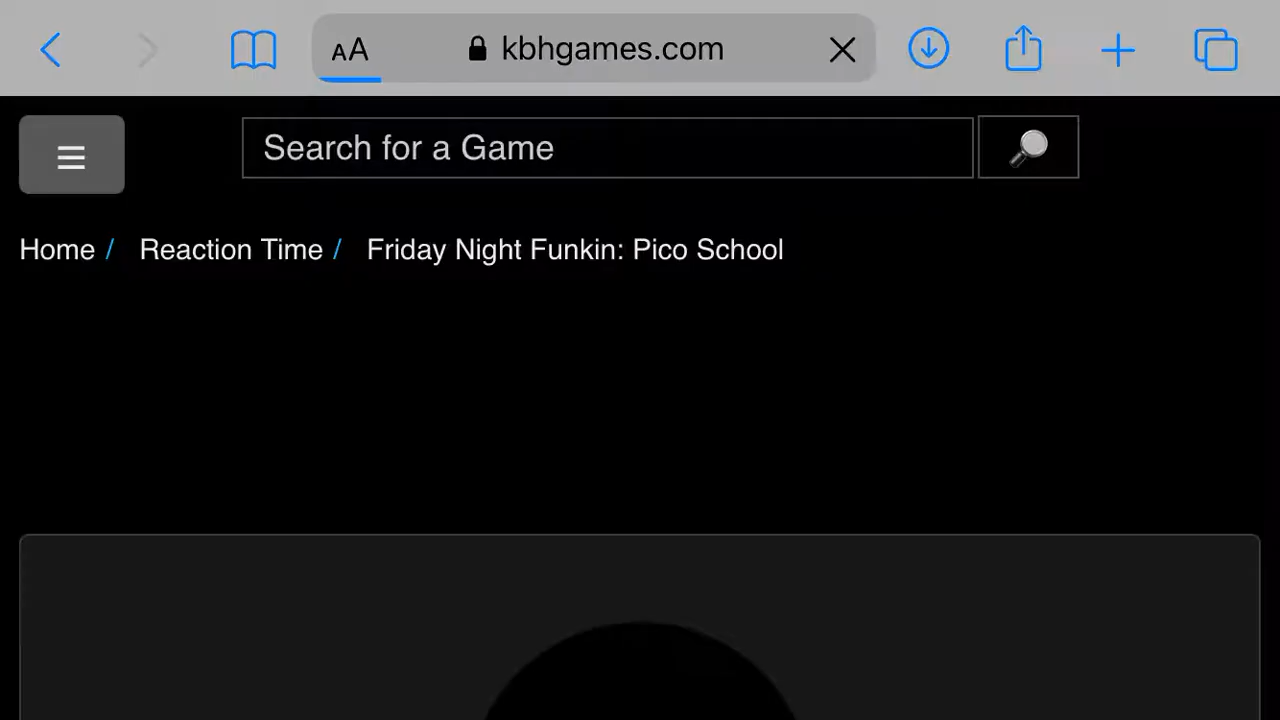 AA kbhgames.com
Search for a Game
Home / Reaction Time / Friday Night Funkin: Pico School